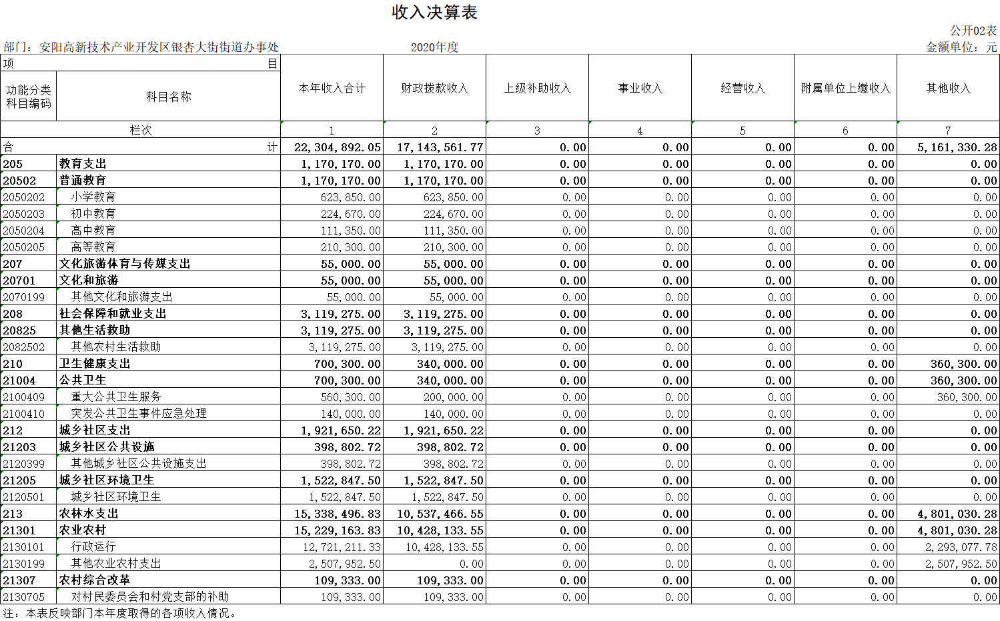 收入决算表
公开02表
部门：安阳高新技术产业开发区银杏大街街道办事处 2020年度 金额单位：元
项 目 本年收入合计 财政拨款收入 上级补助收入 事业收入 经营收入 附属单位上缴收入 其他收入
功能分类科目编码 科目名称
栏次 1 2 3 4 5 6 7
合 计 22,304,892.05 17,143,561.77 0.00 0.00 0.00 0.00 5,161,330.28
205 教育支出 1,170,170.00 1,170,170.00 0.00 0.00 0.00 0.00 0.00
20502 普通教育 1,170,170.00 1,170,170.00 0.00 0.00 0.00 0.00 0.00
2050202 小学教育 623,850.00 623,850.00 0.00 0.00 0.00 0.00 0.00
2050203 初中教育 224,670.00 224,670.00 0.00 0.00 0.00 0.00 0.00
2050204 高中教育 111,350.00 111,350.00 0.00 0.00 0.00 0.00 0.00
2050205 高等教育 210,300.00 210,300.00 0.00 0.00 0.00 0.00 0.00
207 文化旅游体育与传媒支出 55,000.00 55,000.00 0.00 0.00 0.00 0.00 0.00
20701 文化和旅游 55,000.00 55,000.00 0.00 0.00 0.00 0.00 0.00
2070199 其他文化和旅游支出 55,000.00 55,000.00 0.00 0.00 0.00 0.00 0.00
208 社会保障和就业支出 3,119,275.00 3,119,275.00 0.00 0.00 0.00 0.00 0.00
20825 其他生活救助 3,119,275.00 3,119,275.00 0.00 0.00 0.00 0.00 0.00
2082502 其他农村生活救助 3,119,275.00 3,119,275.00 0.00 0.00 0.00 0.00 0.00
210 卫生健康支出 700,300.00 340,000.00 0.00 0.00 0.00 0.00 360,300.00
21004 公共卫生 700,300.00 340,000.00 0.00 0.00 0.00 0.00 360,300.00
2100409 重大公共卫生服务 560,300.00 200,000.00 0.00 0.00 0.00 0.00 360,300.00
2100410 突发公共卫生事件应急处理 140,000.00 140,000.00 0.00 0.00 0.00 0.00 0.00
212 城乡社区支出 1,921,650.22 1,921,650.22 0.00 0.00 0.00 0.00 0.00
21203 城乡社区公共设施 398,802.72 398,802.72 0.00 0.00 0.00 0.00 0.00
2120399 其他城乡社区公共设施支出 398,802.72 398,802.72 0.00 0.00 0.00 0.00 0.00
21205 城乡社区环境卫生 1,522,847.50 1,522,847.50 0.00 0.00 0.00 0.00 0.00
2120501 城乡社区环境卫生 1,522,847.50 1,522,847.50 0.00 0.00 0.00 0.00 0.00
213 农林水支出 15,338,496.83 10,537,466.55 0.00 0.00 0.00 0.00 4,801,030.28
21301 农业农村 15,229,163.83 10,428,133.55 0.00 0.00 0.00 0.00 4,801,030.28
2130101 行政运行 12,721,211.33 10,428,133.55 0.00 0.00 0.00 0.00 2,293,077.78
2130199 其他农业农村支出 2,507,952.50 0.00 0.00 0.00 0.00 0.00 2,507,952.50
21307 农村综合改革 109,333.00 109,333.00 0.00 0.00 0.00 0.00 0.00
2130705 对村民委员会和村党支部的补助 109,333.00 109,333.00 0.00 0.00 0.00 0.00 0.00
注：本表反映部门本年度取得的各项收入情况。